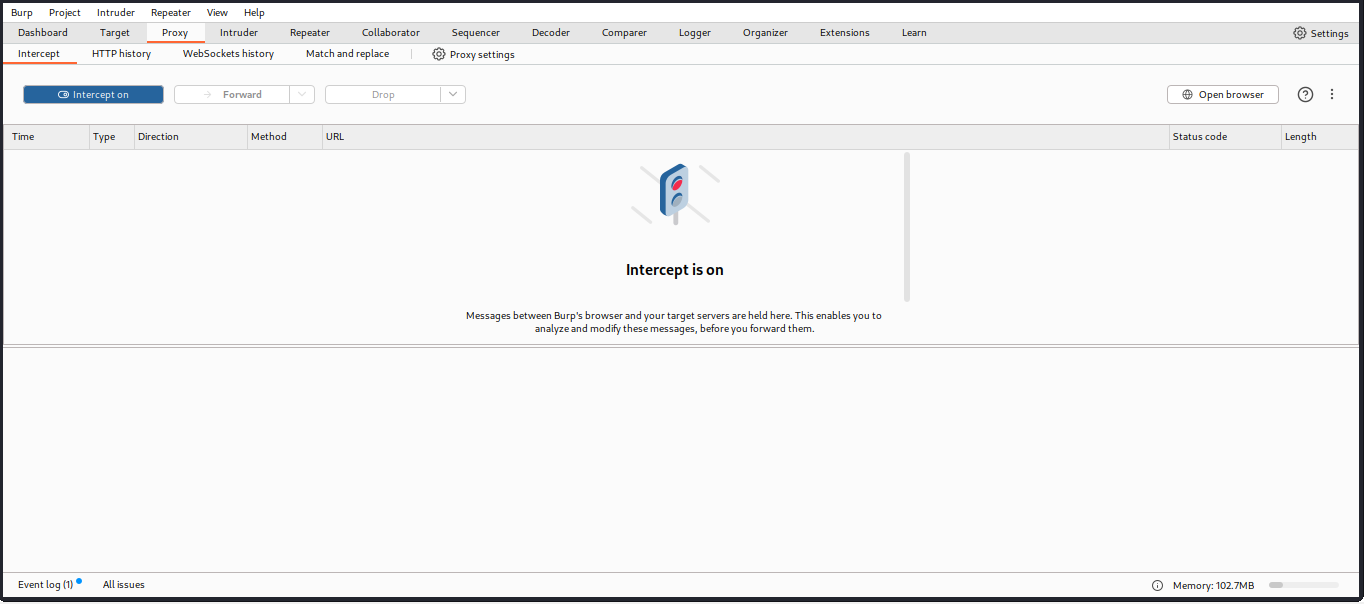 Burp Project Intruder Repeater View Help
Dashboard Target Proxy Intruder Repeater Collaborator Sequencer Decoder Comparer Logger Organizer Extensions Learn Settings
Intercept HTTP history WebSockets history Match and replace Proxy settings
Intercept on Forward Drop Open browser
Time Type Direction Method URL Status code Length
Intercept is on
Messages between Burp's browser and your target servers are held here. This enables you to
analyze and modify these messages, before you forward them.
Event log (1) All issues Memory: 102.7MB